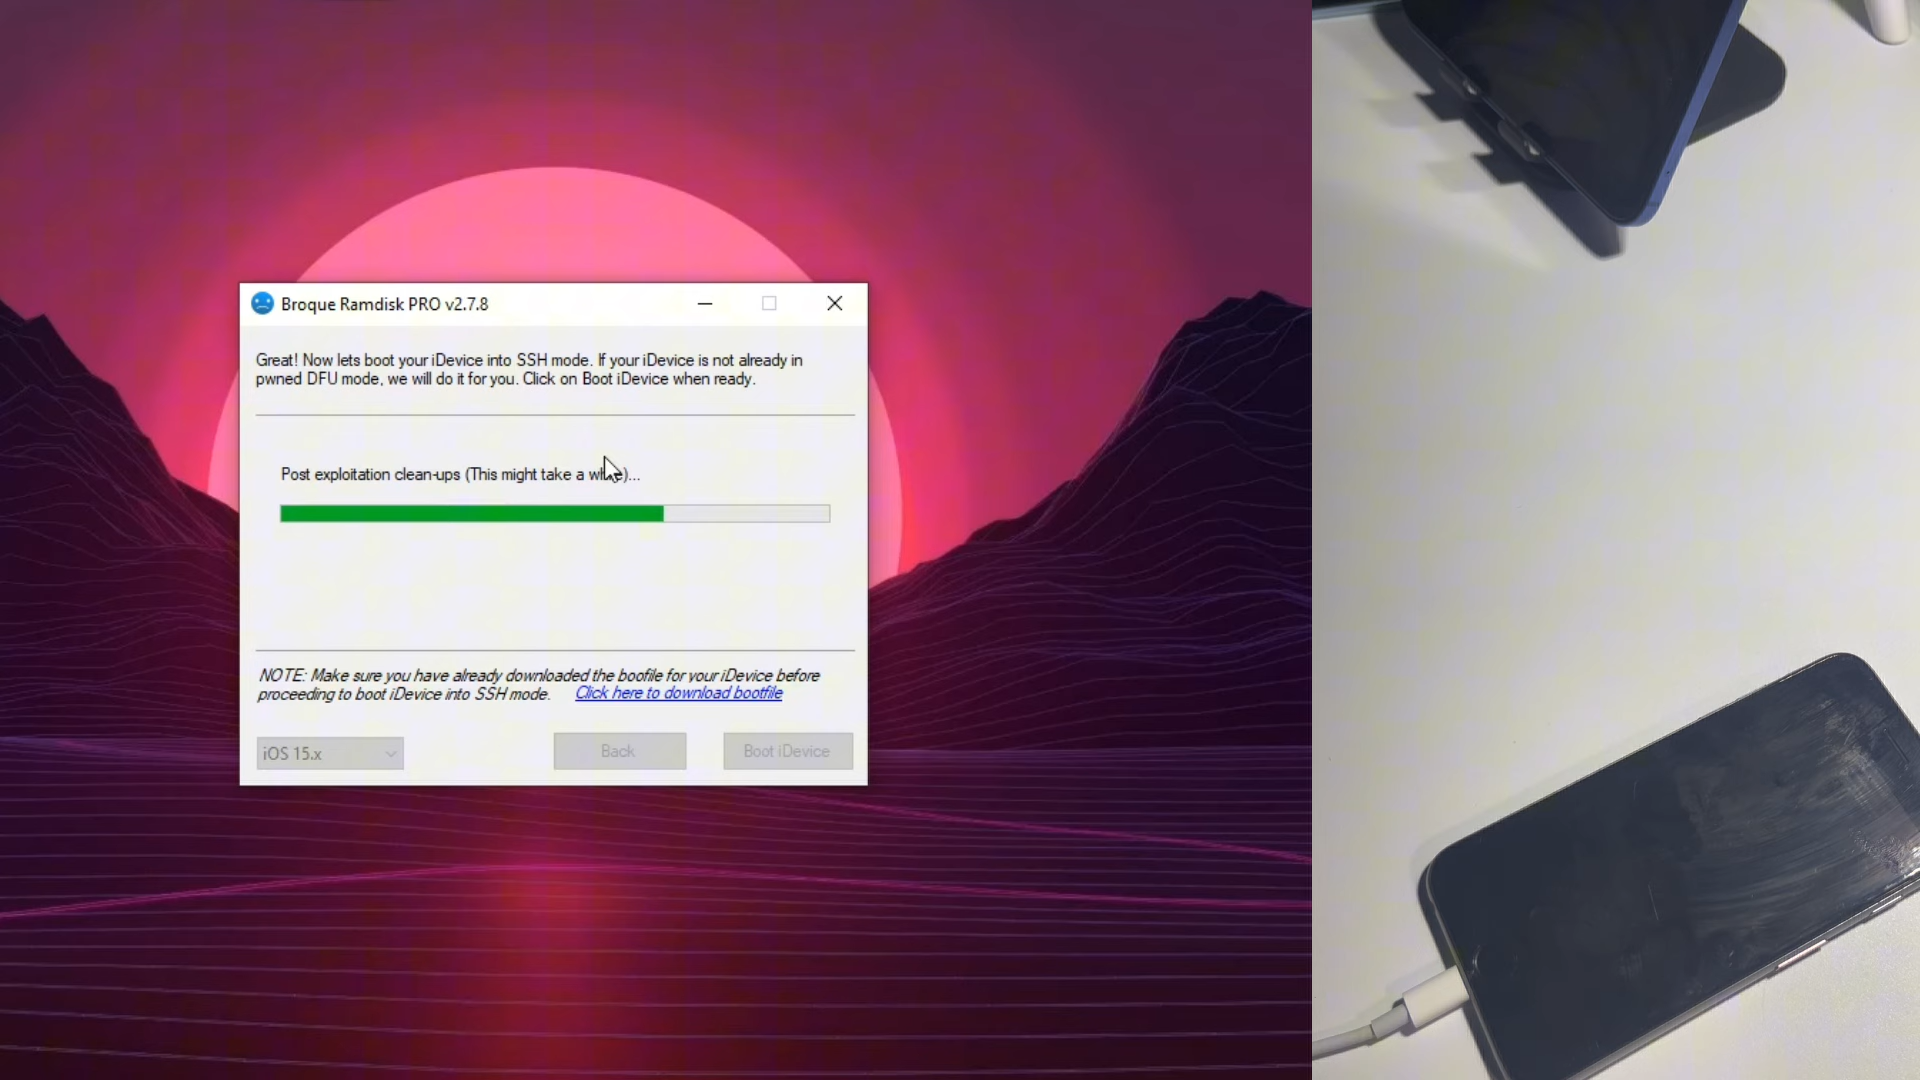 Broque Ramdisk PRO v2.7.8
Great! Now lets boot your iDevice into SSH mode. If your iDevice is not already in
pwned DFU mode, we will do it for you. Click on Boot iDevice when ready.
Post exploitation clean-ups (This might take a while)...
NOTE: Make sure you have already downloaded the boofile for your iDevice before
proceeding to boot iDevice into SSH mode. Click here to download bootfile
iOS 15.x
Back
Boot iDevice